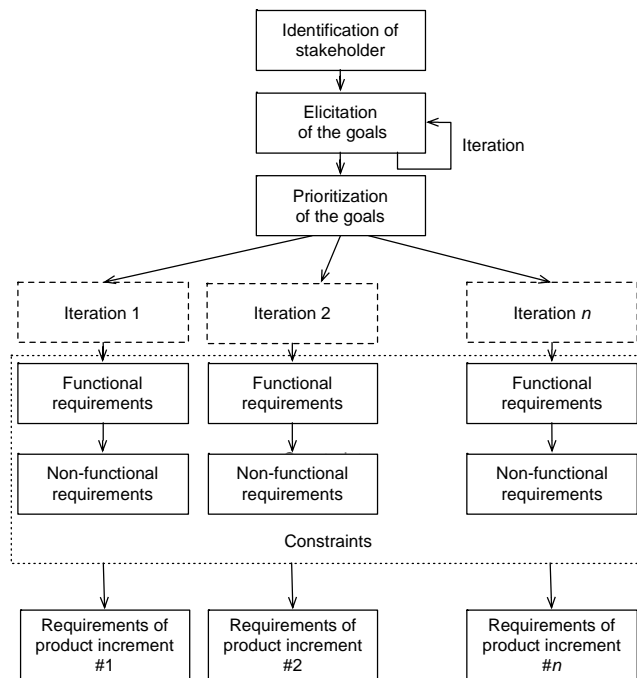 Identification of
stakeholder
Elicitation
of the goals
Iteration
Prioritization
of the goals
Iteration 1
Iteration 2
Iteration n
Functional
requirements
Functional
requirements
Functional
requirements
Non-functional
requirements
Non-functional
requirements
Non-functional
requirements
Constraints
Requirements of
product increment
#1
Requirements of
product increment
#2
Requirements of
product increment
#n